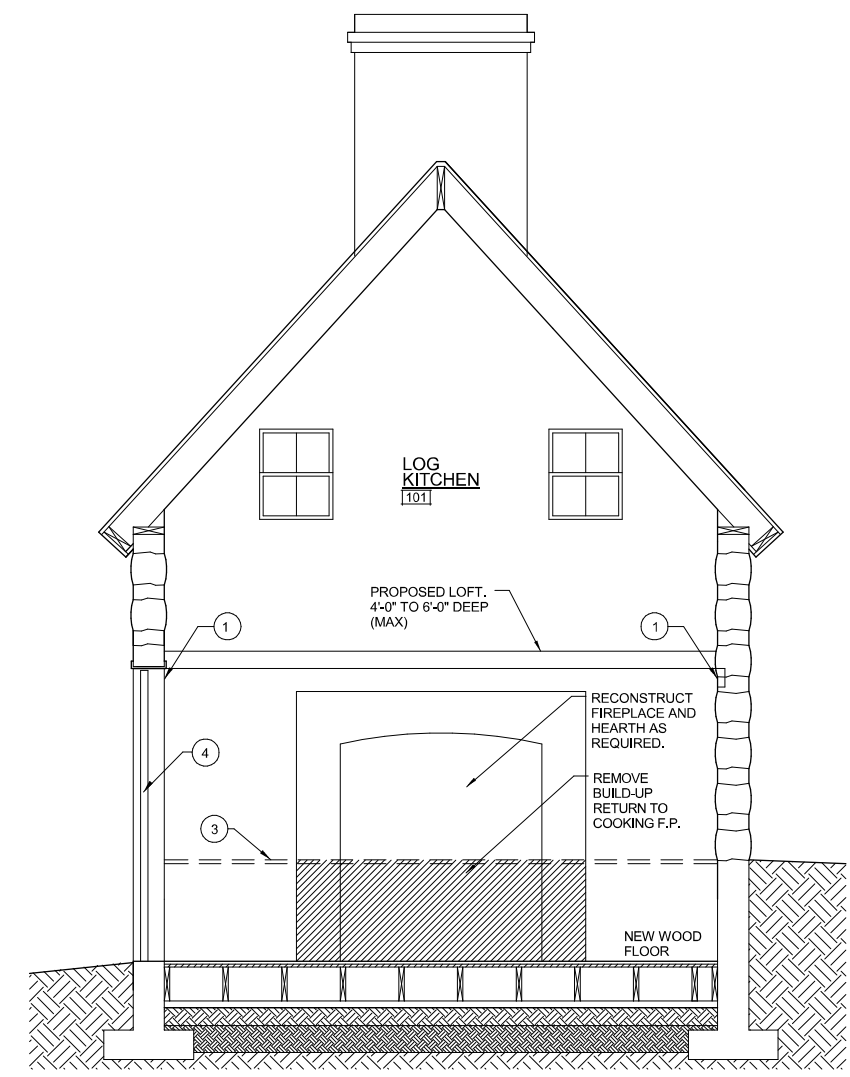 LOG
KITCHEN
101
PROPOSED LOFT.
4'-0" TO 6'-0" DEEP
(MAX)
1
1
RECONSTRUCT
FIREPLACE AND
HEARTH AS
REQUIRED.
4
REMOVE
BUILD-UP
RETURN TO
COOKING F.P.
3
NEW WOOD
FLOOR